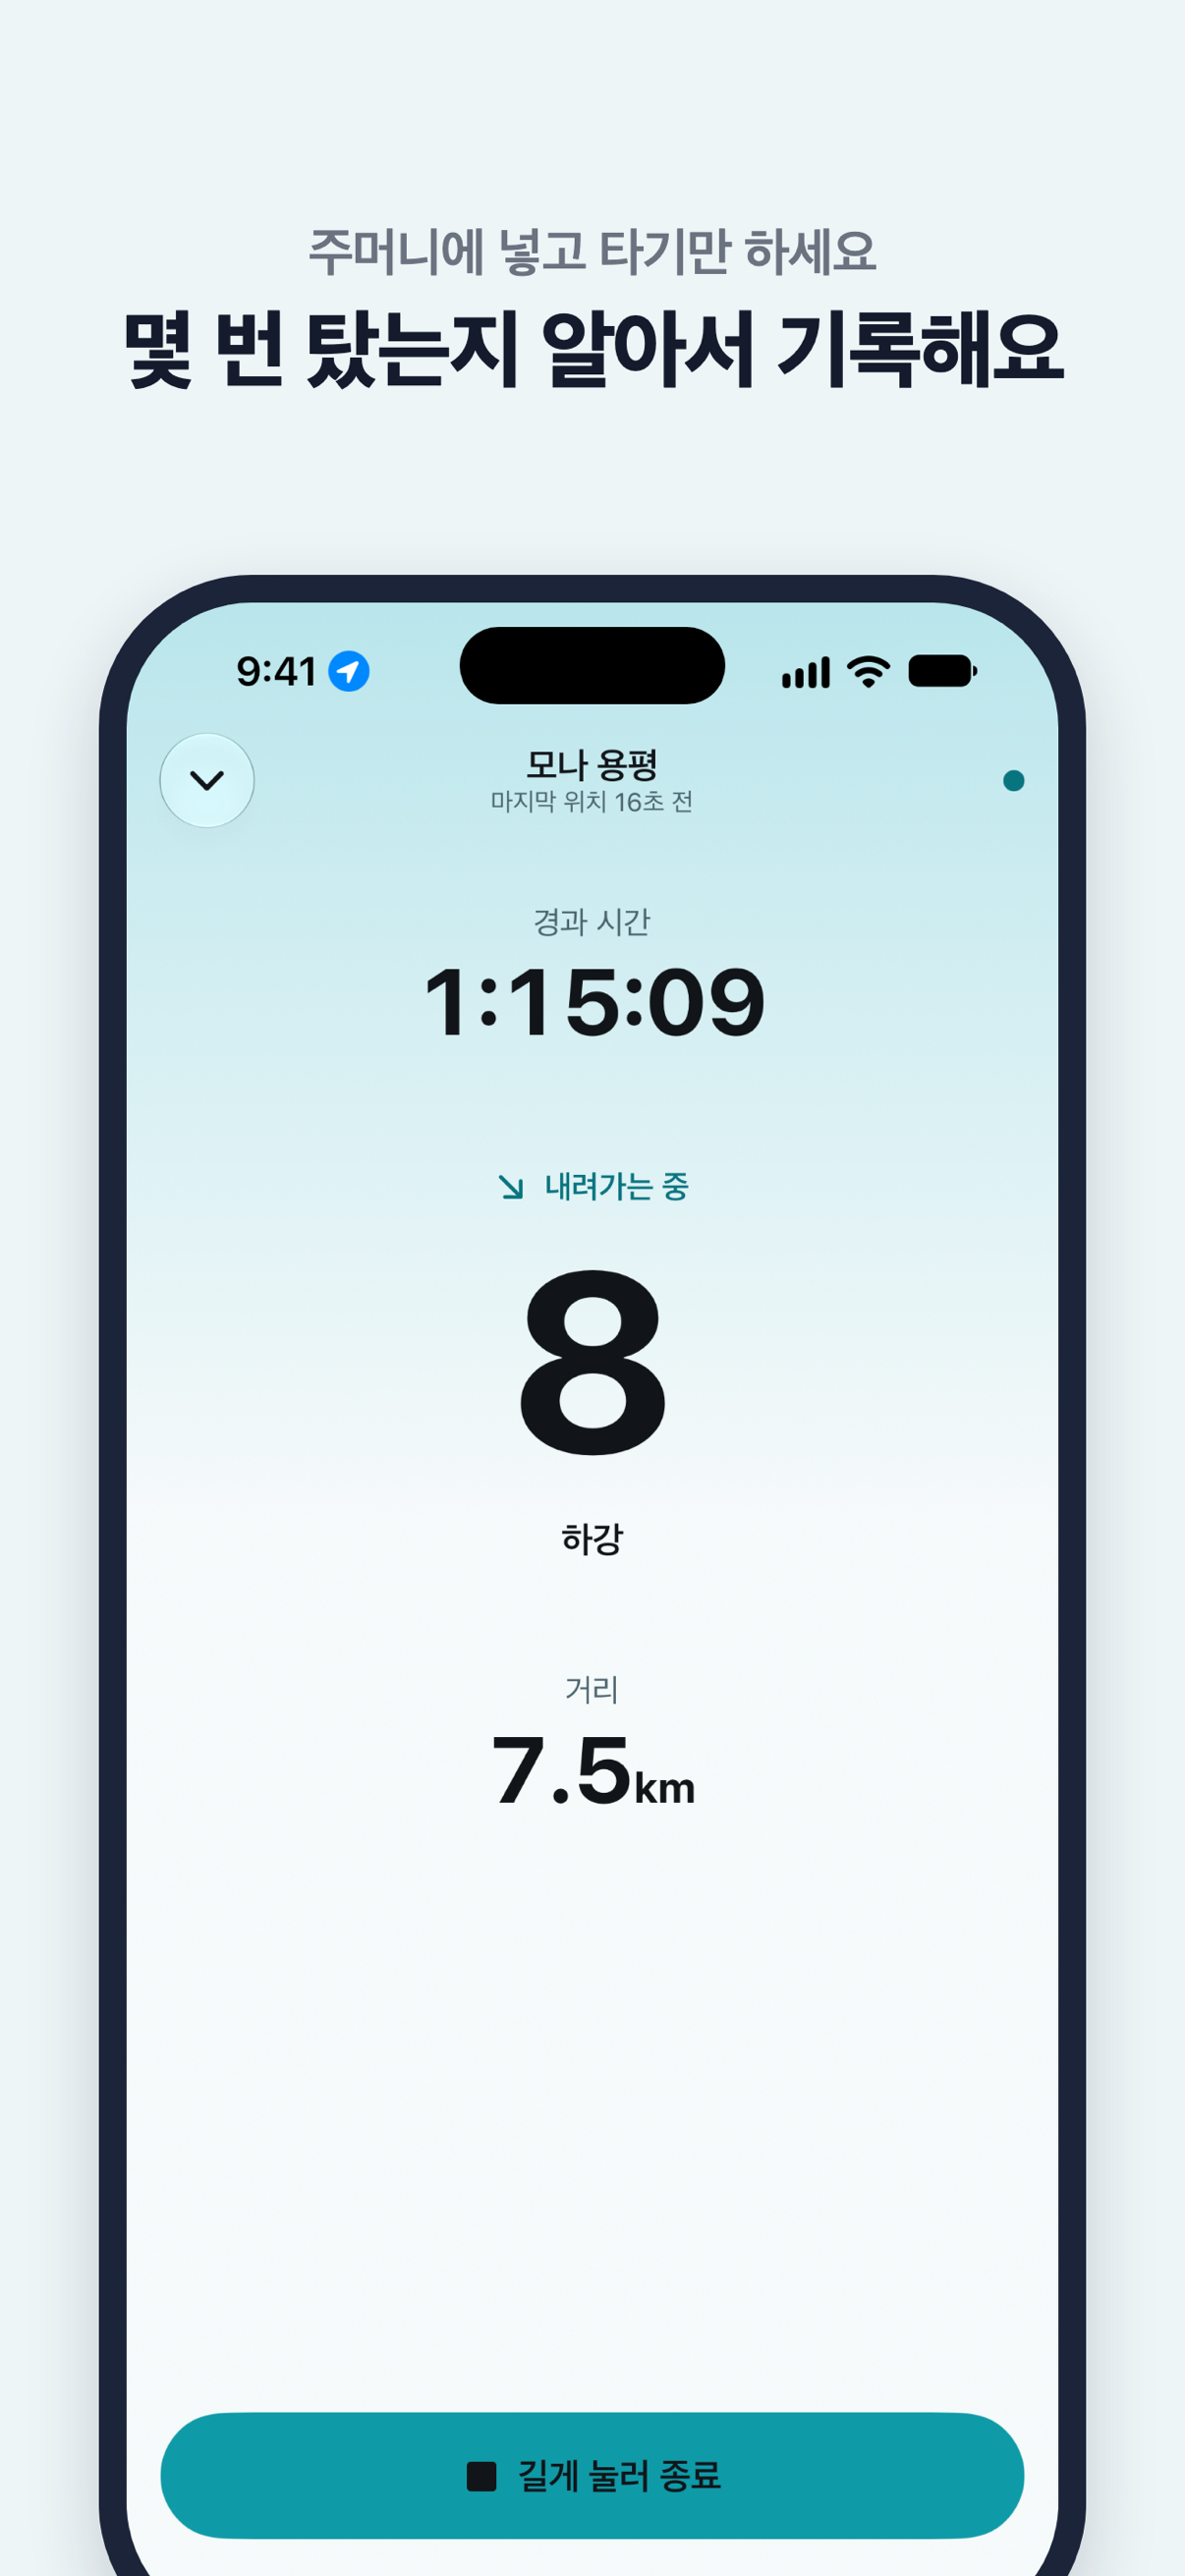 주머니에 넣고 타기만 하세요
몇 번 탔는지 알아서 기록해요
9:41
모나 용평
마지막 위치 16초 전
경과 시간
1:15:09
내려가는 중
8
하강
거리
7.5km
길게 눌러 종료